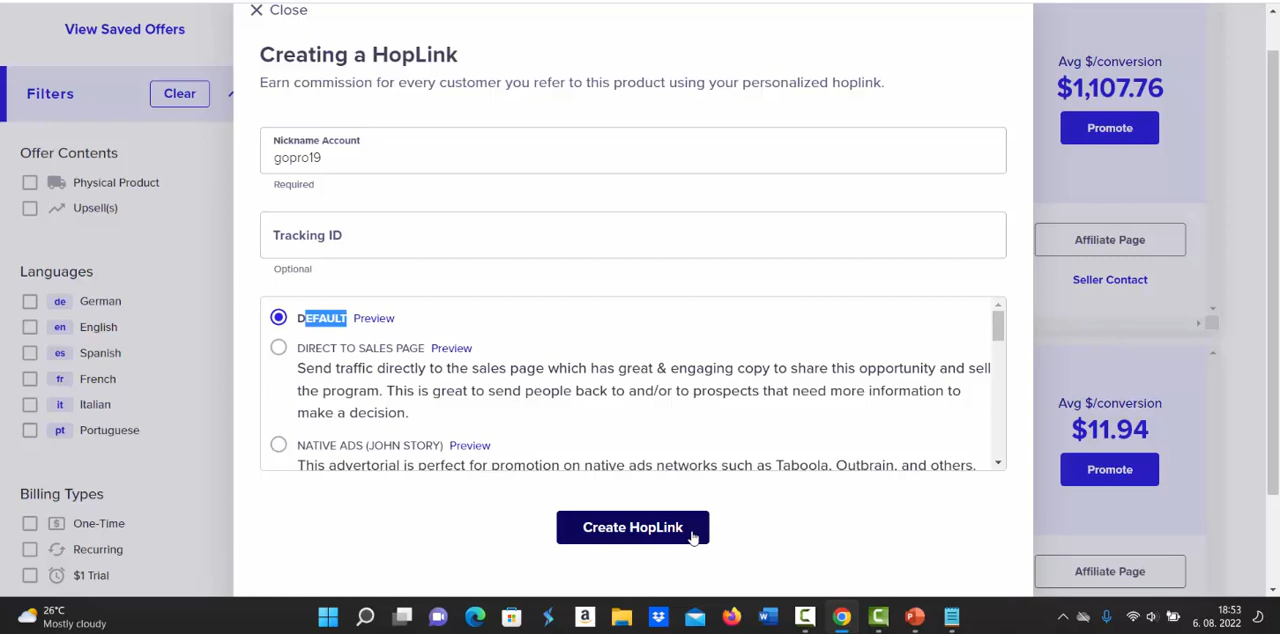 View Saved Offers
Filters
Clear
Offer Contents
Physical Product
Upsell(s)
Languages
de German
en English
es Spanish
fr French
it Italian
pt Portuguese
Billing Types
$ One-Time
Recurring
$1 Trial
Close
Creating a HopLink
Earn commission for every customer you refer to this product using your personalized hoplink.
Nickname Account
gopro19
Required
Tracking ID
Optional
DEFAULT Preview
DIRECT TO SALES PAGE Preview
Send traffic directly to the sales page which has great & engaging copy to share this opportunity and sell
the program. This is great to send people back to and/or to prospects that need more information to
make a decision.
NATIVE ADS (JOHN STORY) Preview
This advertorial is perfect for promotion on native ads networks such as Taboola, Outbrain, and others.
Create HopLink
Avg $/conversion
$1,107.76
Promote
Affiliate Page
Seller Contact
Avg $/conversion
$11.94
Promote
Affiliate Page
26°C
Mostly cloudy
18:53
6. 08. 2022